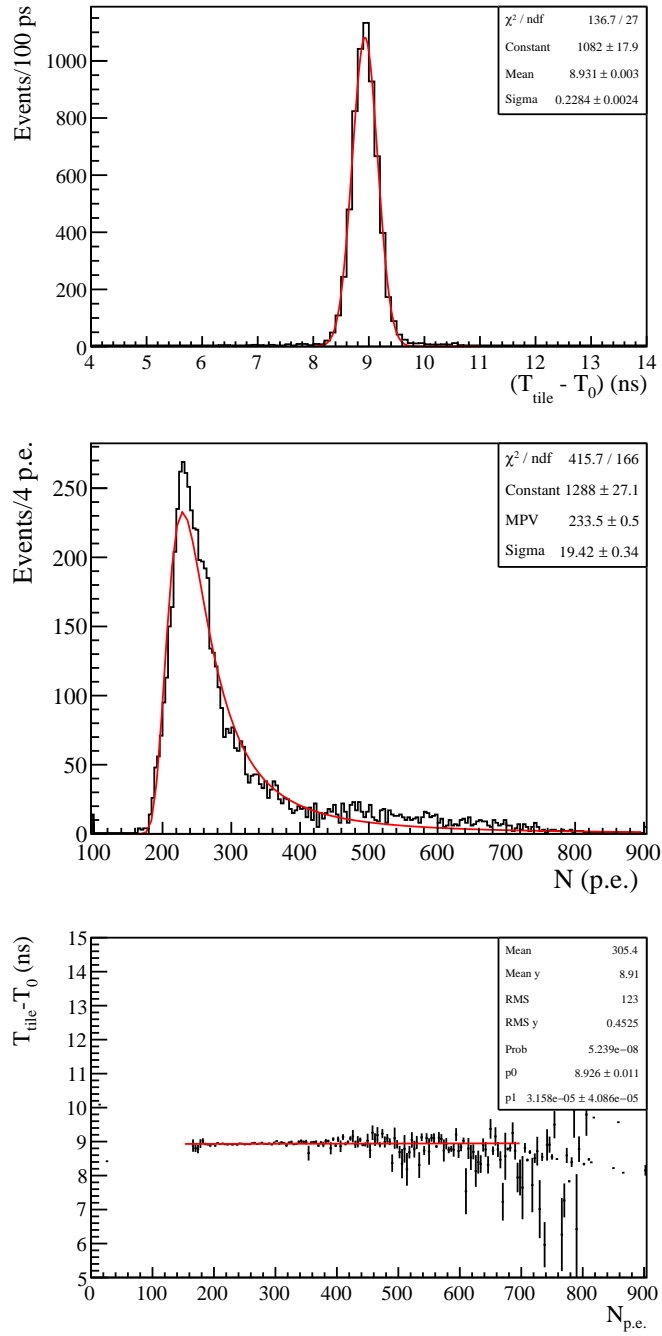 Events/100 ps
1000
800
600
400
200
0
χ² / ndf 136.7 / 27
Constant 1082 ± 17.9
Mean 8.931 ± 0.003
Sigma 0.2284 ± 0.0024
4 5 6 7 8 9 10 11 12 13 14
(T_tile - T_0) (ns)
Events/4 p.e.
250
200
150
100
50
0
χ² / ndf 415.7 / 166
Constant 1288 ± 27.1
MPV 233.5 ± 0.5
Sigma 19.42 ± 0.34
100 200 300 400 500 600 700 800 900
N (p.e.)
T_tile-T_0 (ns)
15
14
13
12
11
10
9
8
7
6
5
Mean 305.4
Mean y 8.91
RMS 123
RMS y 0.4525
Prob 5.239e−08
p0 8.926 ± 0.011
p1 3.158e−05 ± 4.086e−05
0 100 200 300 400 500 600 700 800 900
N_p.e.